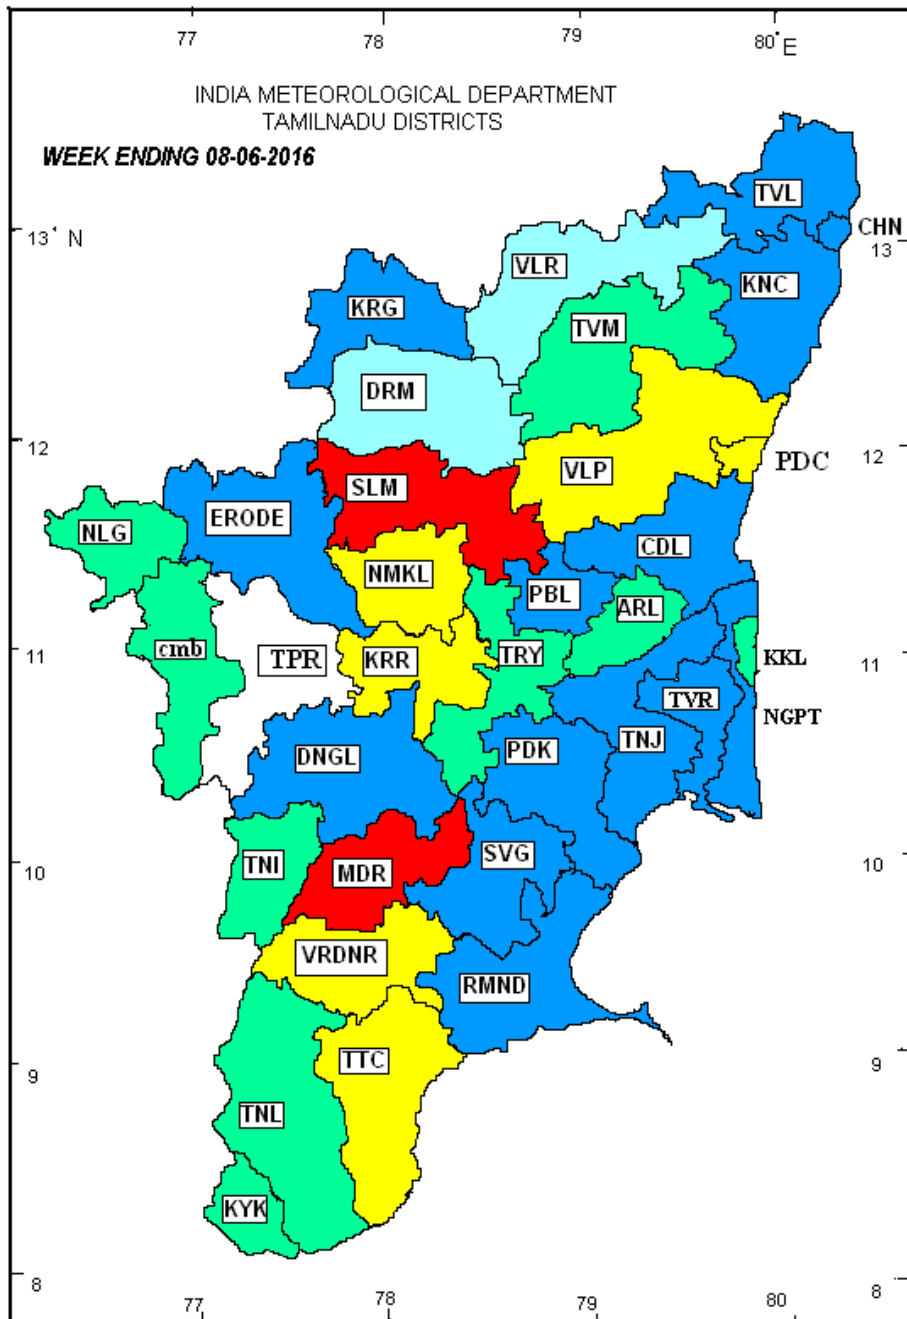 77 78 79 80° E
INDIA METEOROLOGICAL DEPARTMENT
TAMILNADU DISTRICTS
WEEK ENDING 08-06-2016
TVL
CHN
13° N
13
VLR
KNC
KRG
TVM
DRM
12
12
VLP
PDC
SLM
ERODE
NLG
CDL
NMKL
PBL
ARL
cmb
TPR
KRR
TRY
11
11
KKL
TVR
NGPT
TNJ
DNGL
PDK
SVG
10
10
TNI
MDR
VRDNR
RMND
TTC
9
9
TNL
KYK
8
8
77 78 79 80